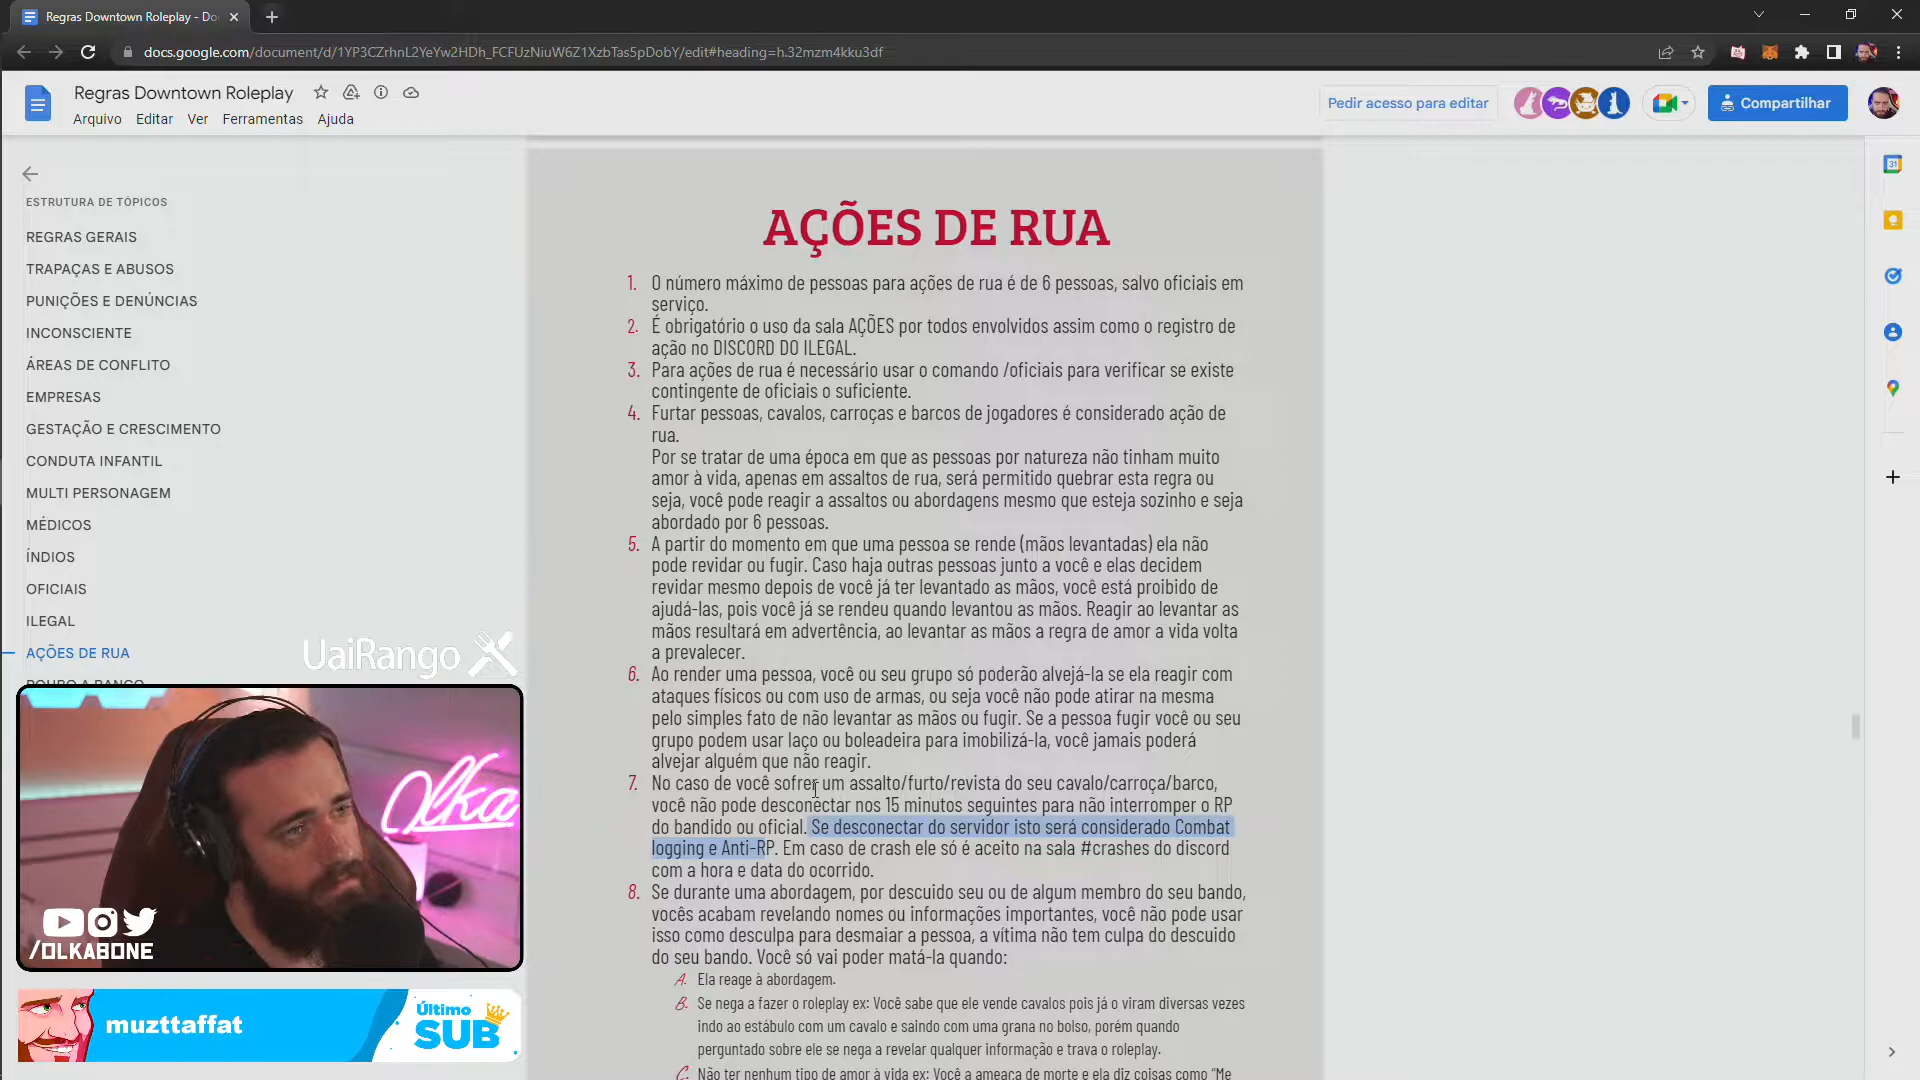 Regras Downtown Roleplay - Do
docs.google.com/document/d/1YP3CZrhnL2YeYw2HDh_FCFUzNiuW6Z1XzbTas5pDobY/edit#heading=h.32mzm4kku3df
Regras Downtown Roleplay
Arquivo Editar Ver Ferramentas Ajuda
Pedir acesso para editar
Compartilhar
ESTRUTURA DE TÓPICOS
REGRAS GERAIS
TRAPAÇAS E ABUSOS
PUNIÇÕES E DENÚNCIAS
INCONSCIENTE
ÁREAS DE CONFLITO
EMPRESAS
GESTAÇÃO E CRESCIMENTO
CONDUTA INFANTIL
MULTI PERSONAGEM
MÉDICOS
ÍNDIOS
OFICIAIS
ILEGAL
AÇÕES DE RUA
ROUBO A BANCO
UaiRango
Olka
/OLKABONE
muzttaffat
Último
SUB
31
AÇÕES DE RUA
1. O número máximo de pessoas para ações de rua é de 6 pessoas, salvo oficiais em
serviço.
2. É obrigatório o uso da sala AÇÕES por todos envolvidos assim como o registro de
ação no DISCORD DO ILEGAL.
3. Para ações de rua é necessário usar o comando /oficiais para verificar se existe
contingente de oficiais o suficiente.
4. Furtar pessoas, cavalos, carroças e barcos de jogadores é considerado ação de
rua.
Por se tratar de uma época em que as pessoas por natureza não tinham muito
amor à vida, apenas em assaltos de rua, será permitido quebrar esta regra ou
seja, você pode reagir a assaltos ou abordagens mesmo que esteja sozinho e seja
abordado por 6 pessoas.
5. A partir do momento em que uma pessoa se rende (mãos levantadas) ela não
pode revidar ou fugir. Caso haja outras pessoas junto a você e elas decidem
revidar mesmo depois de você já ter levantado as mãos, você está proibido de
ajudá-las, pois você já se rendeu quando levantou as mãos. Reagir ao levantar as
mãos resultará em advertência, ao levantar as mãos a regra de amor a vida volta
a prevalecer.
6. Ao render uma pessoa, você ou seu grupo só poderão alvejá-la se ela reagir com
ataques físicos ou com uso de armas, ou seja você não pode atirar na mesma
pelo simples fato de não levantar as mãos ou fugir. Se a pessoa fugir você ou seu
grupo podem usar laço ou boleadeira para imobilizá-la, você jamais poderá
alvejar alguém que não reagir.
7. No caso de você sofrer um assalto/furto/revista do seu cavalo/carroça/barco,
você não pode desconectar nos 15 minutos seguintes para não interromper o RP
do bandido ou oficial. Se desconectar do servidor isto será considerado Combat
logging e Anti-RP. Em caso de crash ele só é aceito na sala #crashes do discord
com a hora e data do ocorrido.
8. Se durante uma abordagem, por descuido seu ou de algum membro do seu bando,
vocês acabam revelando nomes ou informações importantes, você não pode usar
isso como desculpa para desmaiar a pessoa, a vítima não tem culpa do descuido
do seu bando. Você só vai poder matá-la quando:
A. Ela reage à abordagem.
B. Se nega a fazer o roleplay ex: Você sabe que ele vende cavalos pois já o viram diversas vezes
indo ao estábulo com um cavalo e saindo com uma grana no bolso, porém quando
perguntado sobre ele se nega a revelar qualquer informação e trava o roleplay.
C. Não ter nenhum tipo de amor à vida ex: Você a ameaça de morte e ela diz coisas como "Me